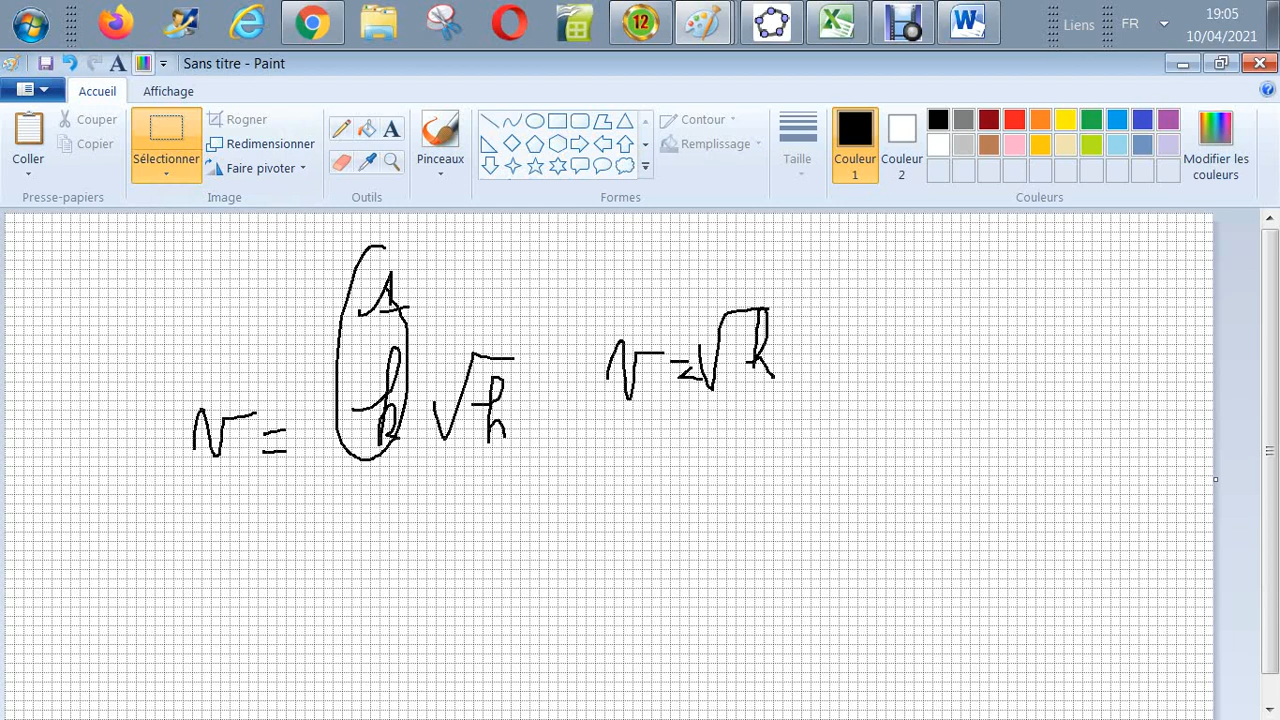 12
Liens
FR
19:05
10/04/2021
Sans titre - Paint
Accueil
Affichage
Coller
Couper
Copier
Presse-papiers
Sélectionner
Rogner
Redimensionner
Faire pivoter
Image
A
Outils
Pinceaux
Contour
Remplissage
Formes
Taille
Couleur 1
Couleur 2
Modifier les couleurs
Couleurs
v =
v = √k